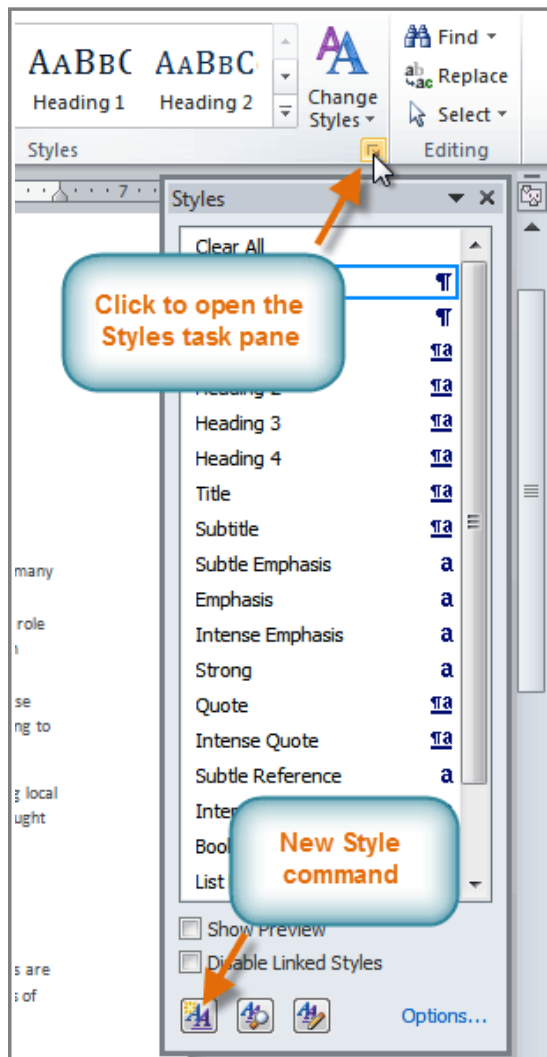 AABBC AABBC
Heading 1 Heading 2
Change
Styles
Find
Replace
Select
Styles
Editing
7
Styles
Clear All
Click to open the
Styles task pane
Heading 3
Heading 4
Title
Subtitle
Subtle Emphasis
Emphasis
Intense Emphasis
Strong
Quote
Intense Quote
Subtle Reference
New Style
command
List
Show Preview
Disable Linked Styles
Options...
many
role
se
ng to
local
ught
s are
s of